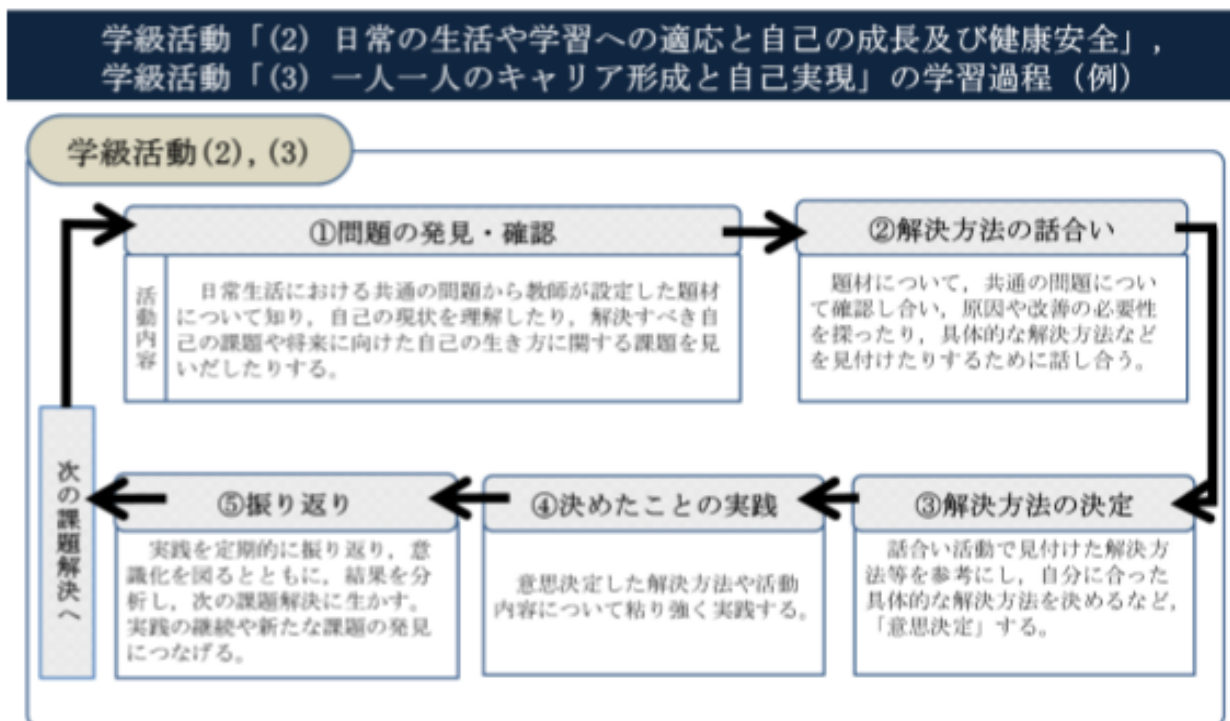 学級活動「(2) 日常の生活や学習への適応と自己の成長及び健康安全」,
学級活動「(3) 一人一人のキャリア形成と自己実現」の学習過程（例）
学級活動(2), (3)
①問題の発見・確認
活動内容
日常生活における共通の問題から教師が設定した題材
について知り，自己の現状を理解したり，解決すべき自
己の課題や将来に向けた自己の生き方に関する課題を見
いだしたりする。
②解決方法の話合い
題材について，共通の問題につい
て確認し合い，原因や改善の必要性
を探ったり，具体的な解決方法など
を見付けたりするために話し合う。
③解決方法の決定
話合い活動で見付けた解決方
法等を参考にし，自分に合った
具体的な解決方法を決めるなど，
「意思決定」する。
④決めたことの実践
意思決定した解決方法や活動
内容について粘り強く実践する。
⑤振り返り
実践を定期的に振り返り，意
識化を図るとともに，結果を分
析し，次の課題解決に生かす。
実践の継続や新たな課題の発見
につなげる。
次の課題解決へ